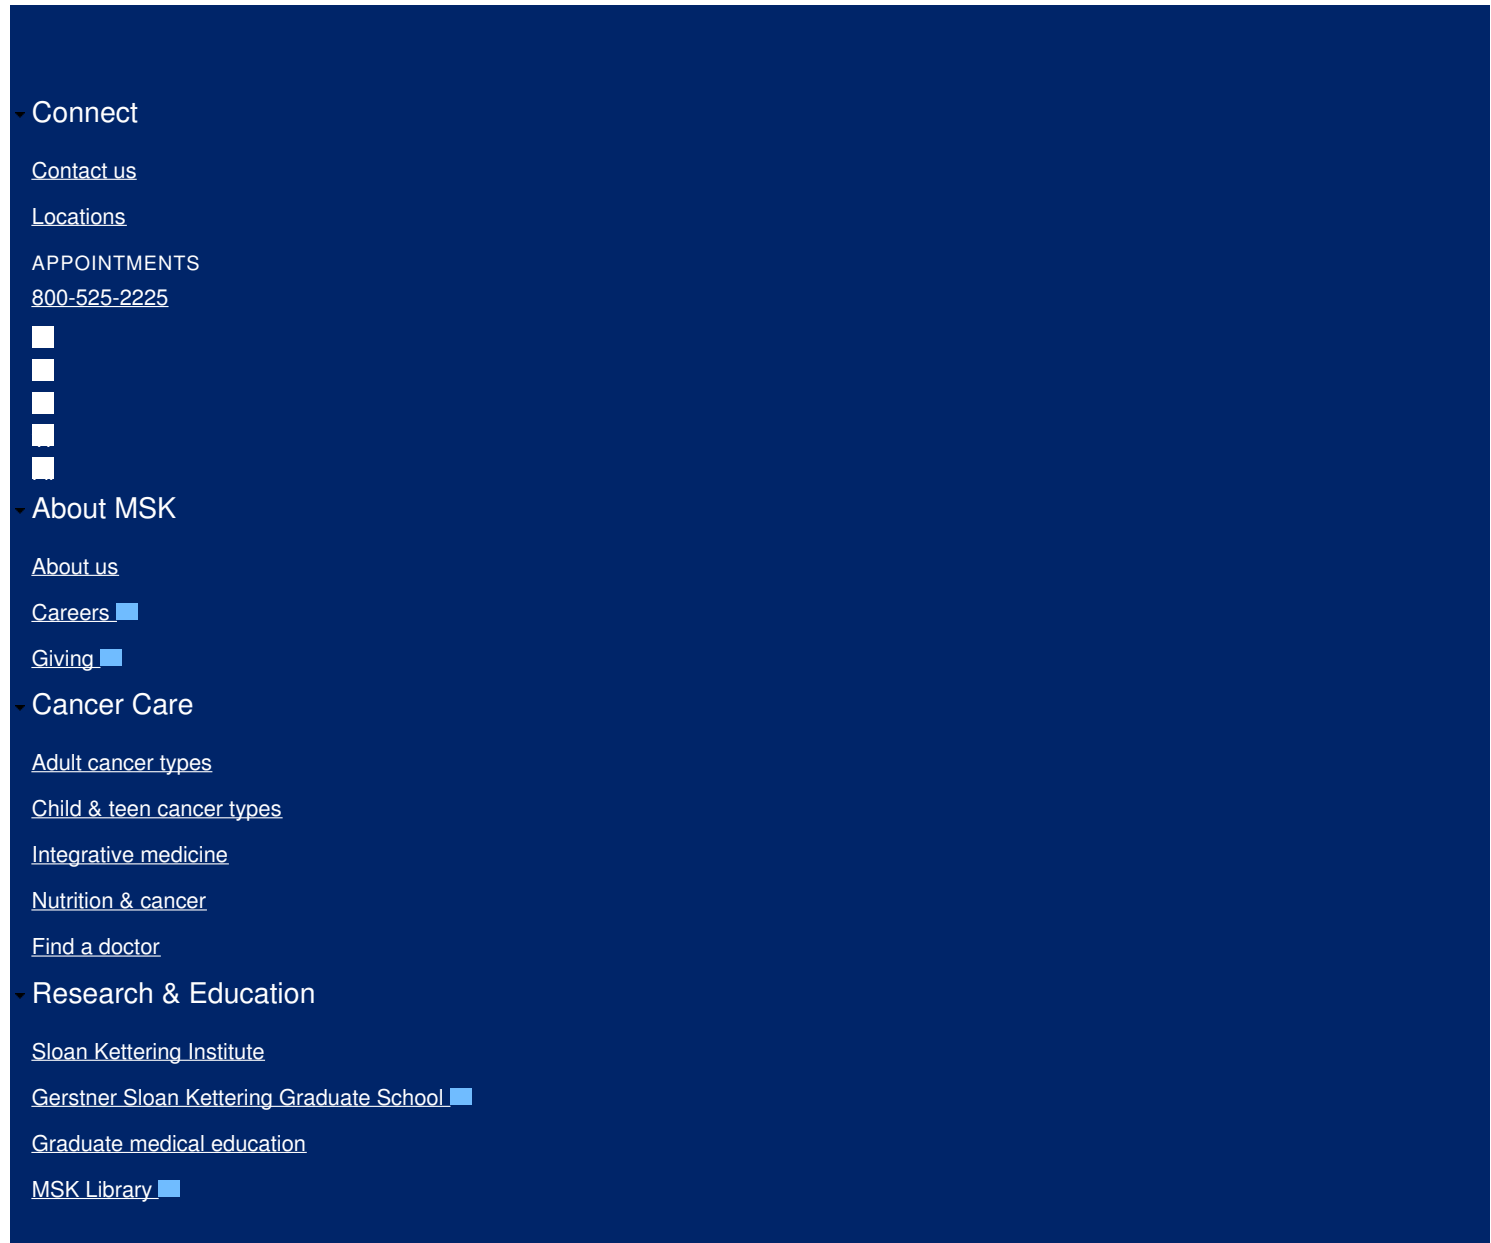 Connect
Contact us
Locations
APPOINTMENTS
800-525-2225
About MSK
About us
Careers
Giving
Cancer Care
Adult cancer types
Child & teen cancer types
Integrative medicine
Nutrition & cancer
Find a doctor
Research & Education
Sloan Kettering Institute
Gerstner Sloan Kettering Graduate School
Graduate medical education
MSK Library